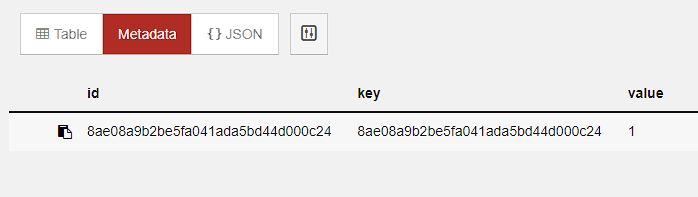 Table Metadata {} JSON
id key value
8ae08a9b2be5fa041ada5bd44d000c24 8ae08a9b2be5fa041ada5bd44d000c24 1